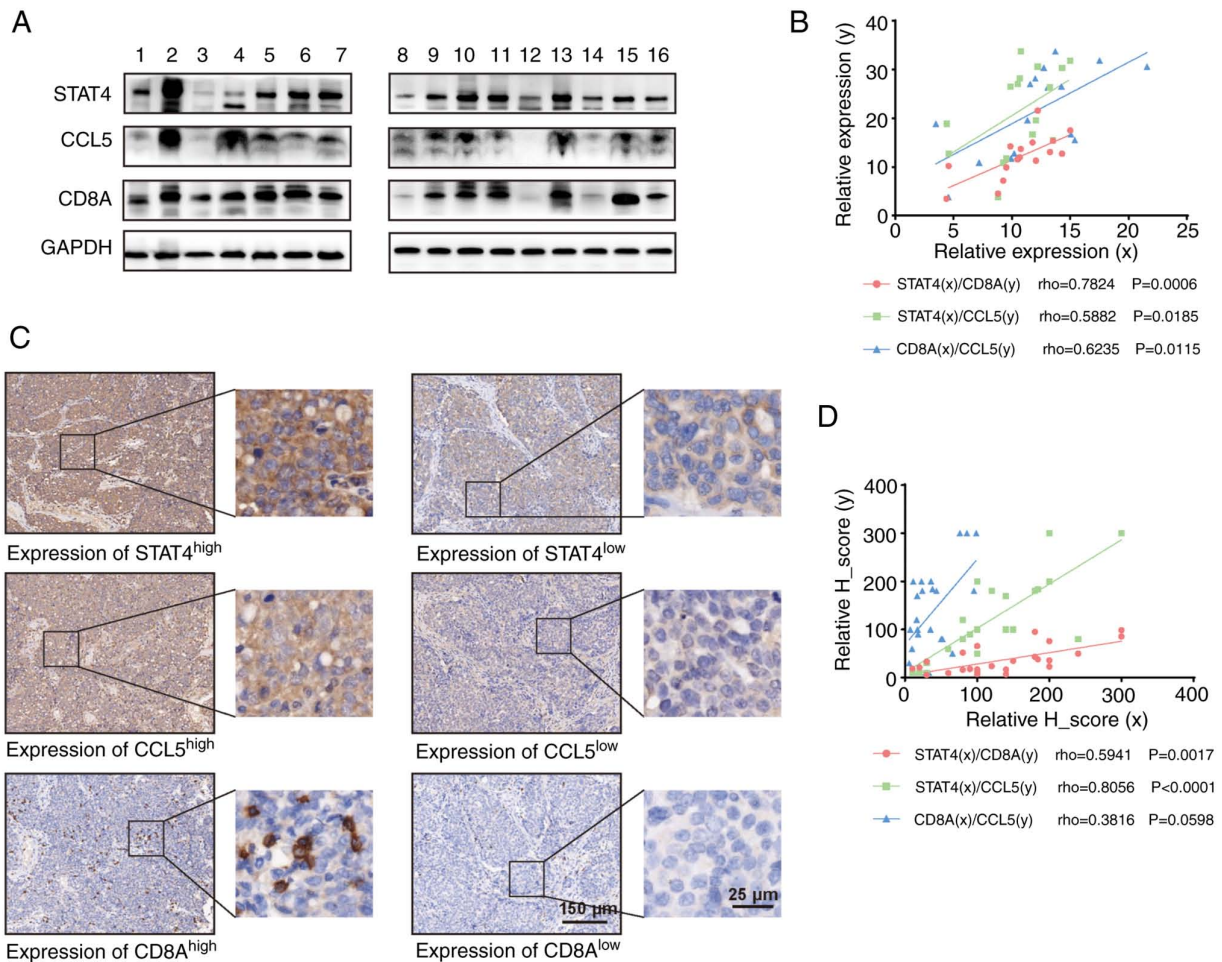 A
1 2 3 4 5 6 7
8 9 10 11 12 13 14 15 16
STAT4
CCL5
CD8A
GAPDH
B
Relative expression (y)
40
30
20
10
0
0 5 10 15 20 25
Relative expression (x)
STAT4(x)/CD8A(y) rho=0.7824 P=0.0006
STAT4(x)/CCL5(y) rho=0.5882 P=0.0185
CD8A(x)/CCL5(y) rho=0.6235 P=0.0115
C
Expression of STAT4high
Expression of STAT4low
Expression of CCL5high
Expression of CCL5low
150 µm
25 µm
Expression of CD8Ahigh
Expression of CD8Alow
D
Relative H_score (y)
400
300
200
100
0
0 100 200 300 400
Relative H_score (x)
STAT4(x)/CD8A(y) rho=0.5941 P=0.0017
STAT4(x)/CCL5(y) rho=0.8056 P<0.0001
CD8A(x)/CCL5(y) rho=0.3816 P=0.0598